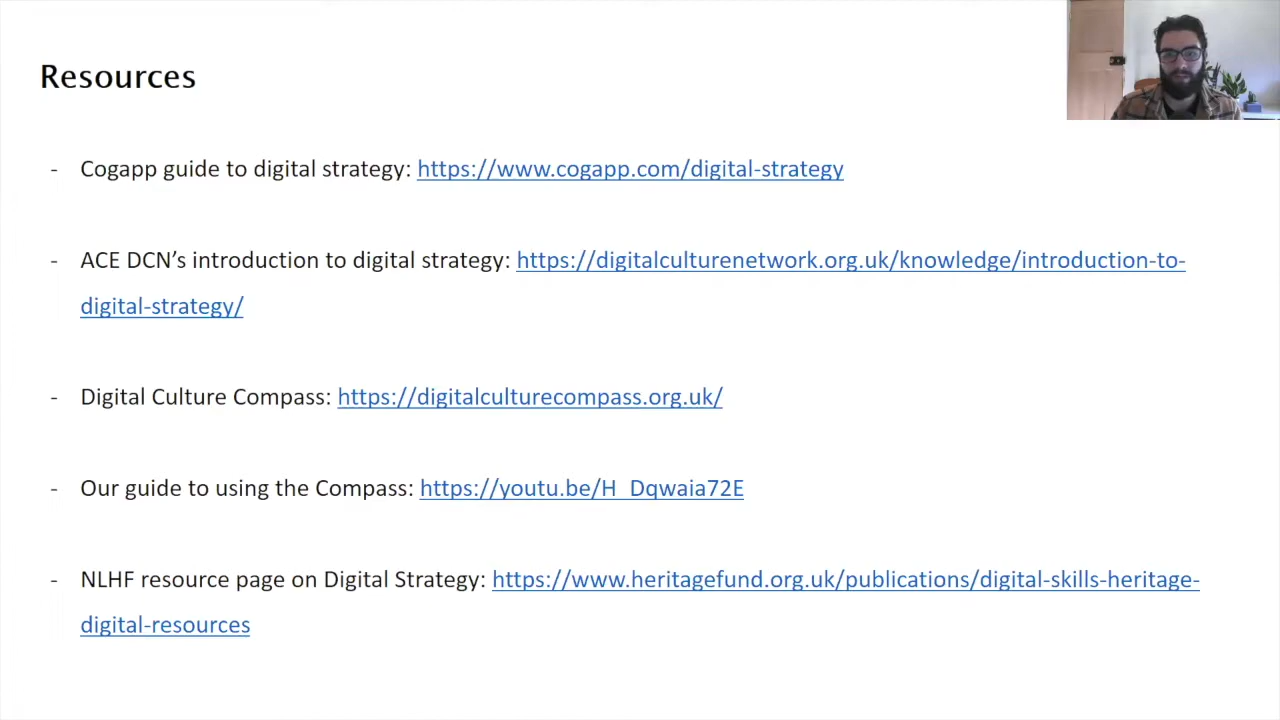 Resources
- Cogapp guide to digital strategy: https://www.cogapp.com/digital-strategy
- ACE DCN’s introduction to digital strategy: https://digitalculturenetwork.org.uk/knowledge/introduction-to-
digital-strategy/
- Digital Culture Compass: https://digitalculturecompass.org.uk/
- Our guide to using the Compass: https://youtu.be/H_Dqwaia72E
- NLHF resource page on Digital Strategy: https://www.heritagefund.org.uk/publications/digital-skills-heritage-
digital-resources